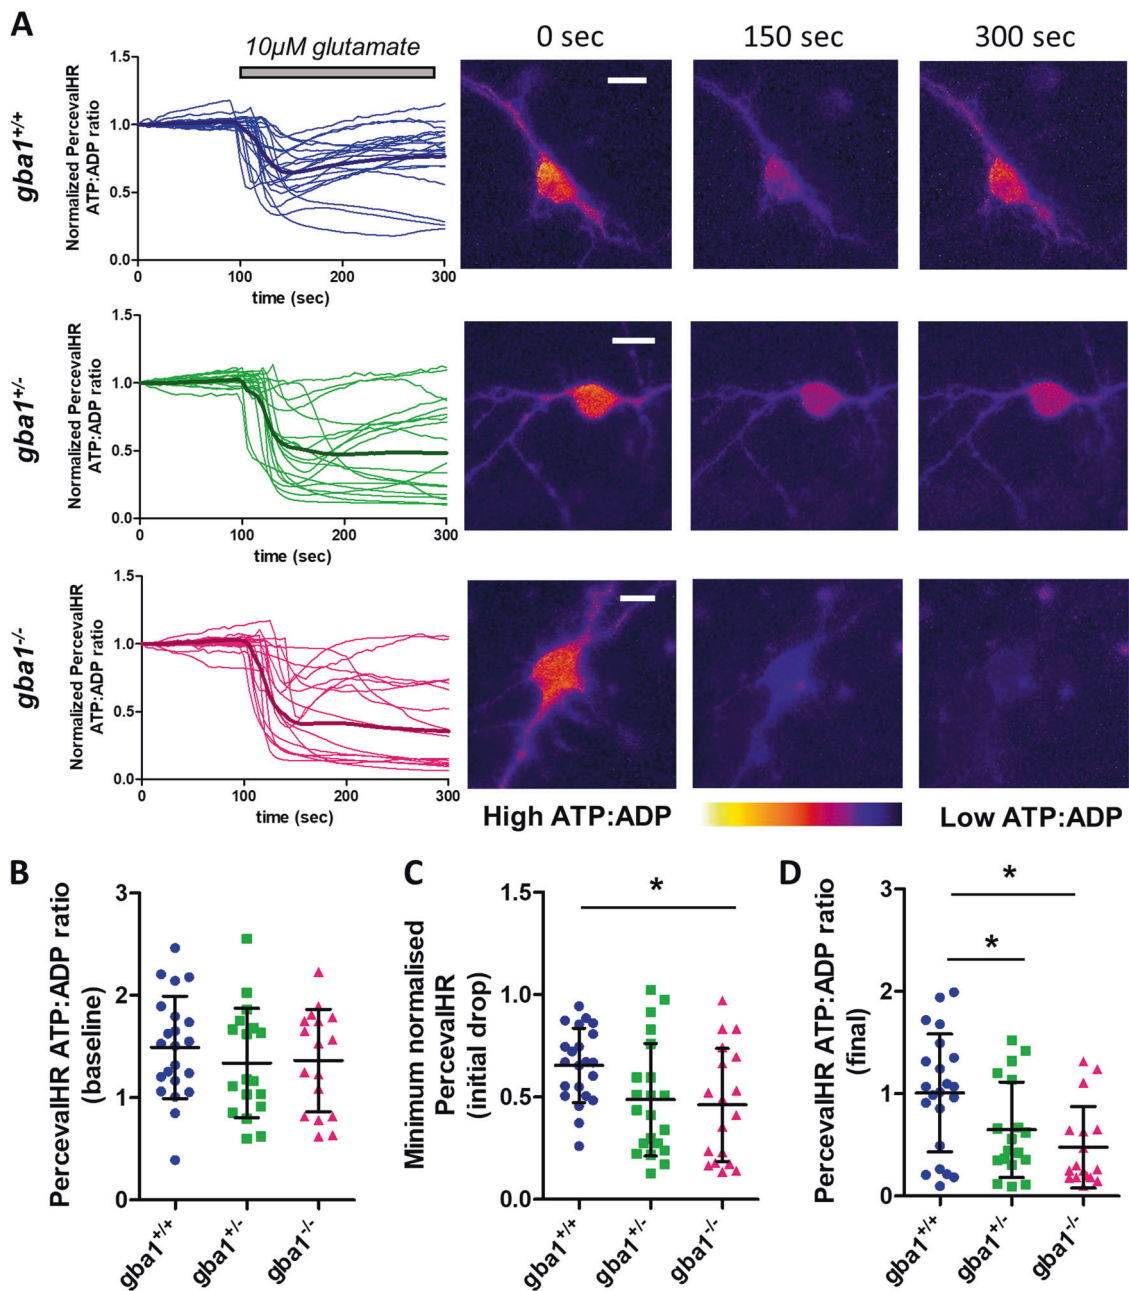 A
10µM glutamate
0 sec
150 sec
300 sec
gba1+/+
Normalized PercevalHR
ATP:ADP ratio
1.5
1.0
0.5
0.0
0
100
200
300
time (sec)
gba1+/-
Normalized PercevalHR
ATP:ADP ratio
1.5
1.0
0.5
0.0
0
100
200
300
time (sec)
gba1-/-
Normalized PercevalHR
ATP:ADP ratio
1.5
1.0
0.5
0.0
0
100
200
300
time (sec)
High ATP:ADP
Low ATP:ADP
B
PercevalHR ATP:ADP ratio
(baseline)
3
2
1
0
gba1+/+
gba1+/-
gba1-/-
C
Minimum normalised
PercevalHR
(initial drop)
1.5
1.0
0.5
0.0
*
gba1+/+
gba1+/-
gba1-/-
D
PercevalHR ATP:ADP ratio
(final)
3
2
1
0
*
*
gba1+/+
gba1+/-
gba1-/-